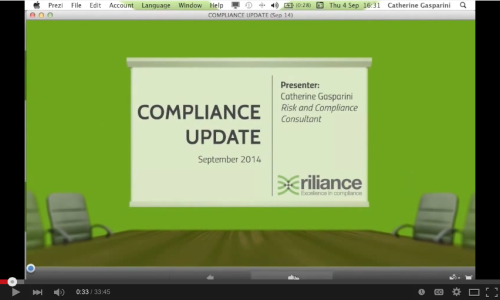 Prezi File Edit Account Language Window Help (0:28) Thu 4 Sep 16:31 Catherine Gasparini
COMPLIANCE UPDATE (Sep 14)
COMPLIANCE
UPDATE
September 2014
Presenter:
Catherine Gasparini
Risk and Compliance
Consultant
riliance
Excellence in compliance
0:33 / 33:45